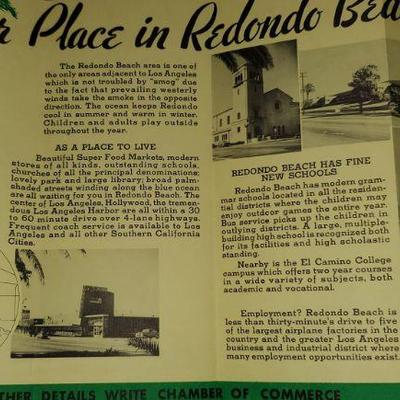 r Place in Redondo Bea
The Redondo Beach area is one of
the only areas adjacent to Los Angeles
which is not troubled by "smog" due
to the fact that prevailing westerly
winds take the smoke in the opposite
direction. The ocean keeps Redondo
cool in summer and warm in winter.
Children and adults play outside
throughout the year.
AS A PLACE TO LIVE
Beautiful Super Food Markets, modern
stores of all kinds, outstanding schools,
churches of all the principal denominations;
lovely park and large library; broad palm-
shaded streets winding along the blue ocean
are all waiting for you in Redondo Beach. The
center of Los Angeles, Hollywood, the tremen-
dous Los Angeles Harbor are all within a 30
to 60 minute drive over 4-lane highways.
Frequent coach service is available to Los
Angeles and all other Southern California
Cities.
REDONDO BEACH HAS FINE
NEW SCHOOLS
Redondo Beach has modern gram-
mar schools located in all the residen-
tial districts where the children may
enjoy outdoor games the entire year.
Bus service picks up the children in
outlying districts. A large, multiple-
building high school is recognized both
for its facilities and high scholastic
standing.
Nearby is the El Camino College
campus which offers two year courses
in a wide variety of subjects, both
academic and vocational.
Employment? Redondo Beach is
less than thirty-minute's drive to five
of the largest airplane factories in the
country and the greater Los Angeles
business and industrial district where
many employment opportunities exist.
THER DETAILS WRITE CHAMBER OF COMMERCE